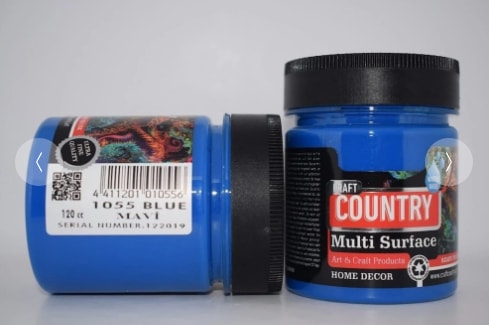 4 411201 010556
1055 BLUE
MAVİ
120 cc
SERIAL NUMBER.122019
CRAFT
COUNTRY
Multi Surface
Art & Craft Products
HOME DECOR